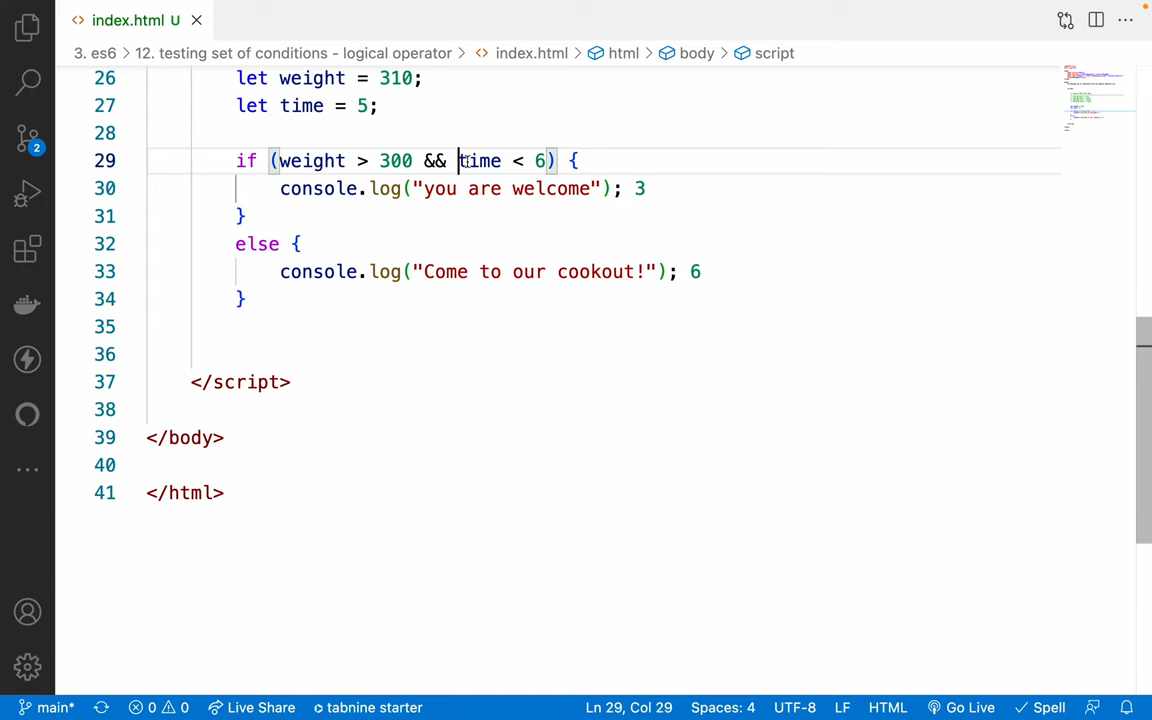 index.html U
3. es6 > 12. testing set of conditions - logical operator > index.html > html > body > script
26 let weight = 310;
27 let time = 5;
28
29 if (weight > 300 && time < 6) {
30 console.log("you are welcome"); 3
31 }
32 else {
33 console.log("Come to our cookout!"); 6
34 }
35
36
37 </script>
38
39 </body>
40
41 </html>
2
main* 0 0 Live Share tabnine starter Ln 29, Col 29 Spaces: 4 UTF-8 LF HTML Go Live Spell